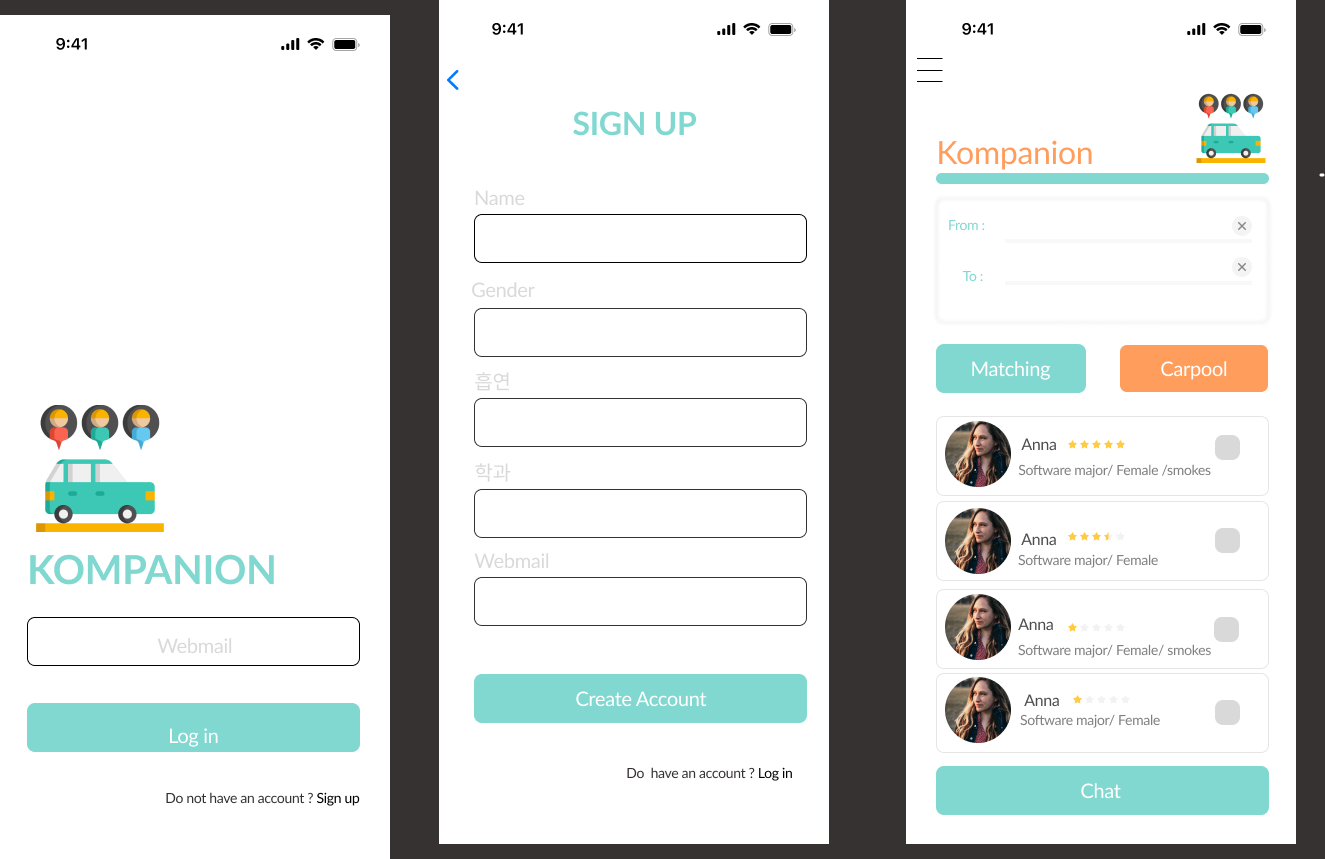 9:41
KOMPANION
Webmail
Log in
Do not have an account ? Sign up
9:41
SIGN UP
Name
Gender
흡연
학과
Webmail
Create Account
Do have an account ? Log in
9:41
Kompanion
From :
To :
Matching
Carpool
Anna
Software major/ Female /smokes
Anna
Software major/ Female
Anna
Software major/ Female/ smokes
Anna
Software major/ Female
Chat